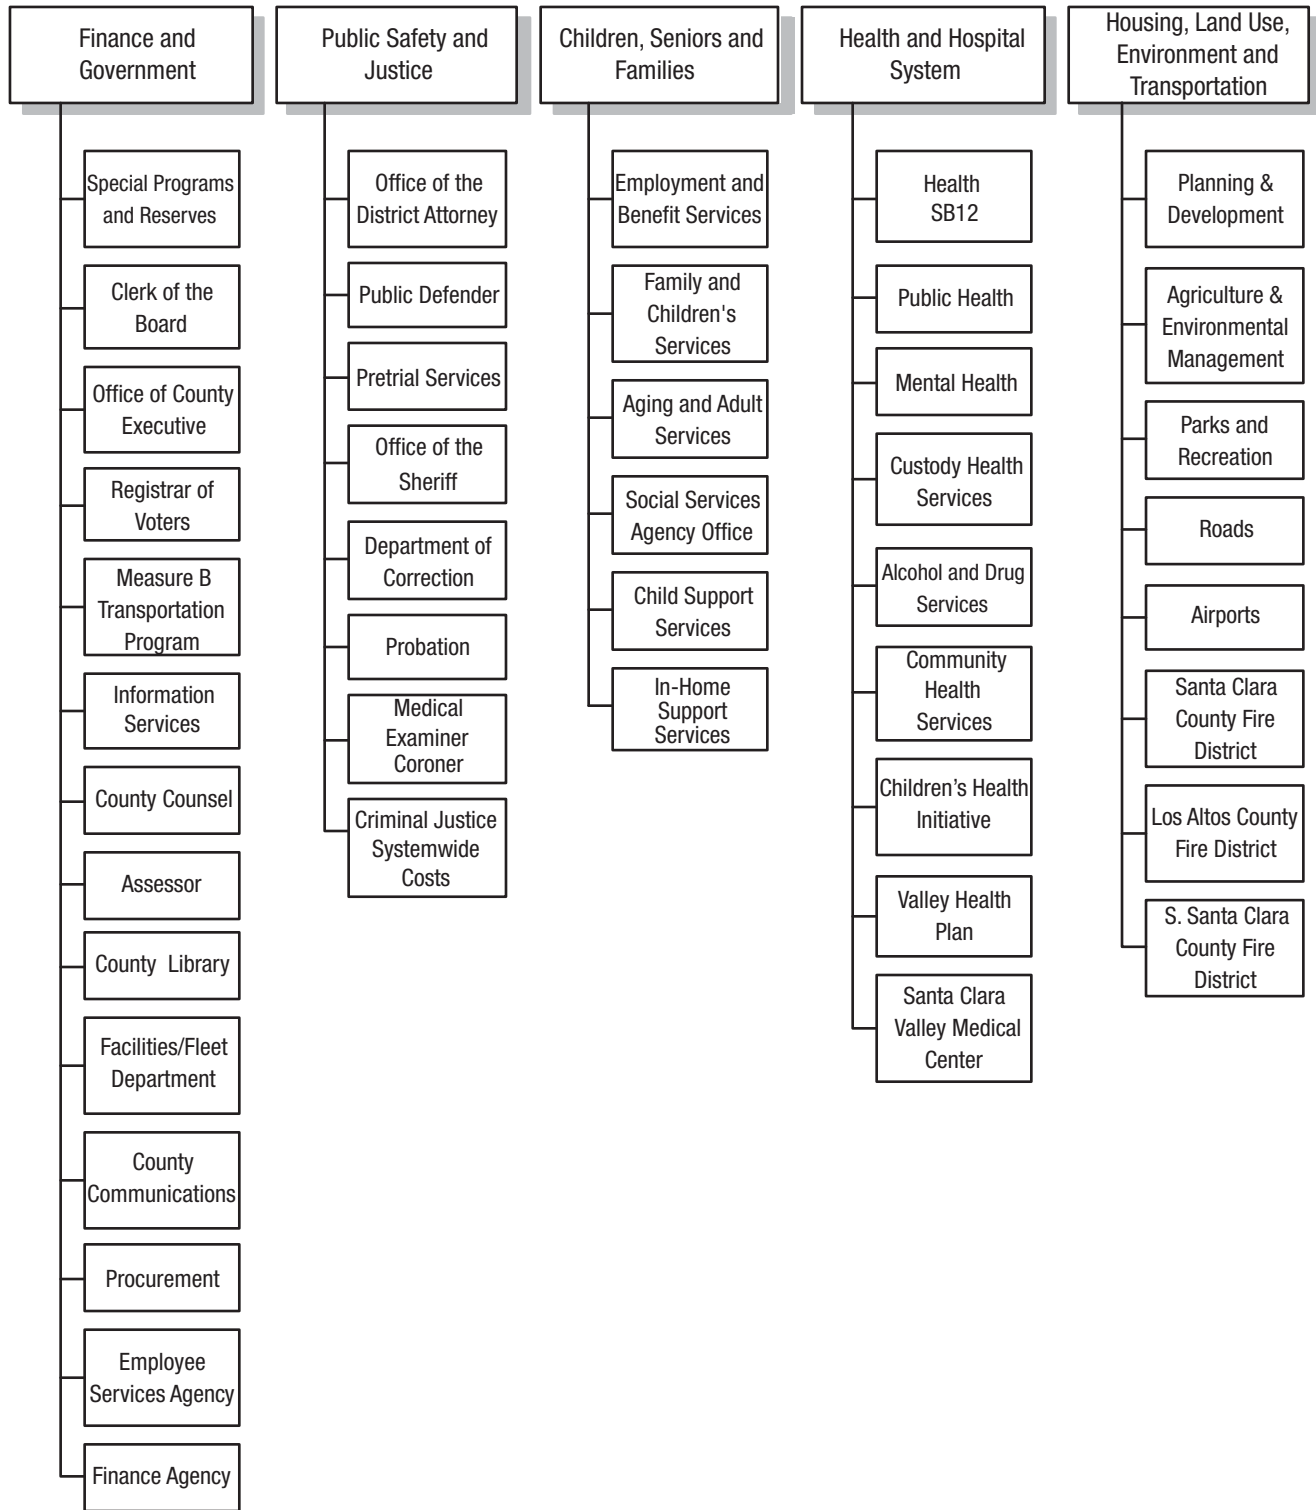 Finance and
Government
Special Programs
and Reserves
Clerk of the
Board
Office of County
Executive
Registrar of
Voters
Measure B
Transportation
Program
Information
Services
County Counsel
Assessor
County Library
Facilities/Fleet
Department
County
Communications
Procurement
Employee
Services Agency
Finance Agency
Public Safety and
Justice
Office of the
District Attorney
Public Defender
Pretrial Services
Office of the
Sheriff
Department of
Correction
Probation
Medical
Examiner
Coroner
Criminal Justice
Systemwide
Costs
Children, Seniors and
Families
Employment and
Benefit Services
Family and
Children's
Services
Aging and Adult
Services
Social Services
Agency Office
Child Support
Services
In-Home
Support
Services
Health and Hospital
System
Health
SB12
Public Health
Mental Health
Custody Health
Services
Alcohol and Drug
Services
Community
Health
Services
Children’s Health
Initiative
Valley Health
Plan
Santa Clara
Valley Medical
Center
Housing, Land Use,
Environment and
Transportation
Planning &
Development
Agriculture &
Environmental
Management
Parks and
Recreation
Roads
Airports
Santa Clara
County Fire
District
Los Altos County
Fire District
S. Santa Clara
County Fire
District